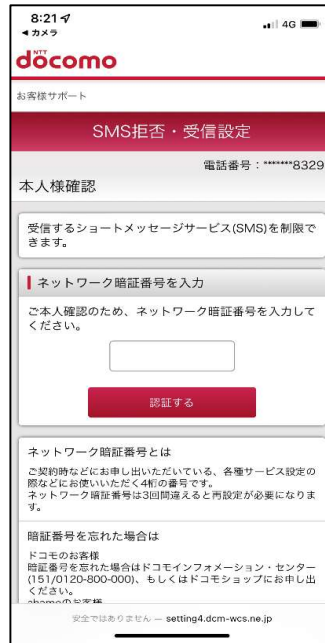 8:21
4G
◀ カメラ
NTT
döcomo
お客様サポート
SMS拒否・受信設定
電話番号：*******8329
本人様確認
受信するショートメッセージサービス(SMS)を制限で
きます。
ネットワーク暗証番号を入力
ご本人確認のため、ネットワーク暗証番号を入力して
ください。
認証する
ネットワーク暗証番号とは
ご契約時などにお申し出いただいている、各種サービス設定の
際などにお使いいただく4桁の番号です。
ネットワーク暗証番号は3回間違えると再設定が必要になりま
す。
暗証番号を忘れた場合は
ドコモのお客様
暗証番号を忘れた場合はドコモインフォメーション・センター
(151/0120-800-000)、もしくはドコモショップにお申し出
ください。
ahamoのお客様
安全ではありません — setting4.dcm-wcs.ne.jp